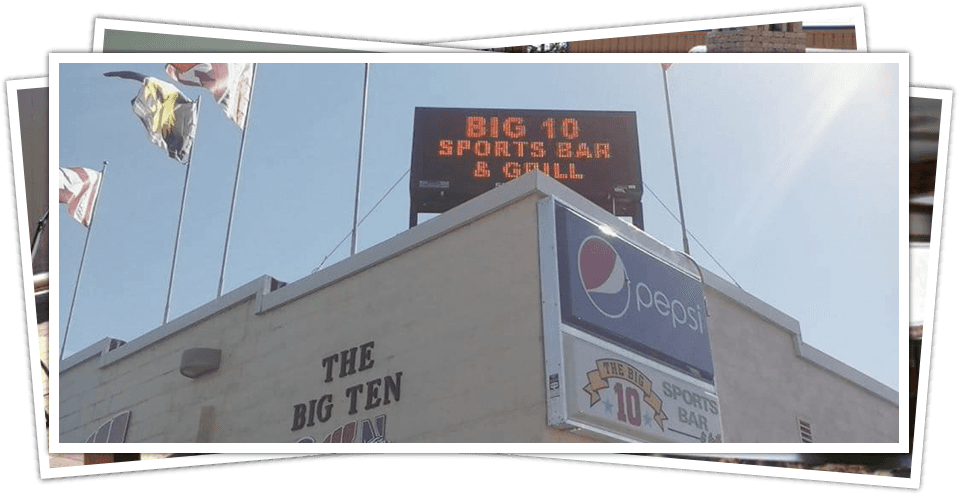 BIG 10
SPORTS BAR
& GRILL
pepsi
THE BIG
10
SPORTS
BAR
THE
BIG TEN